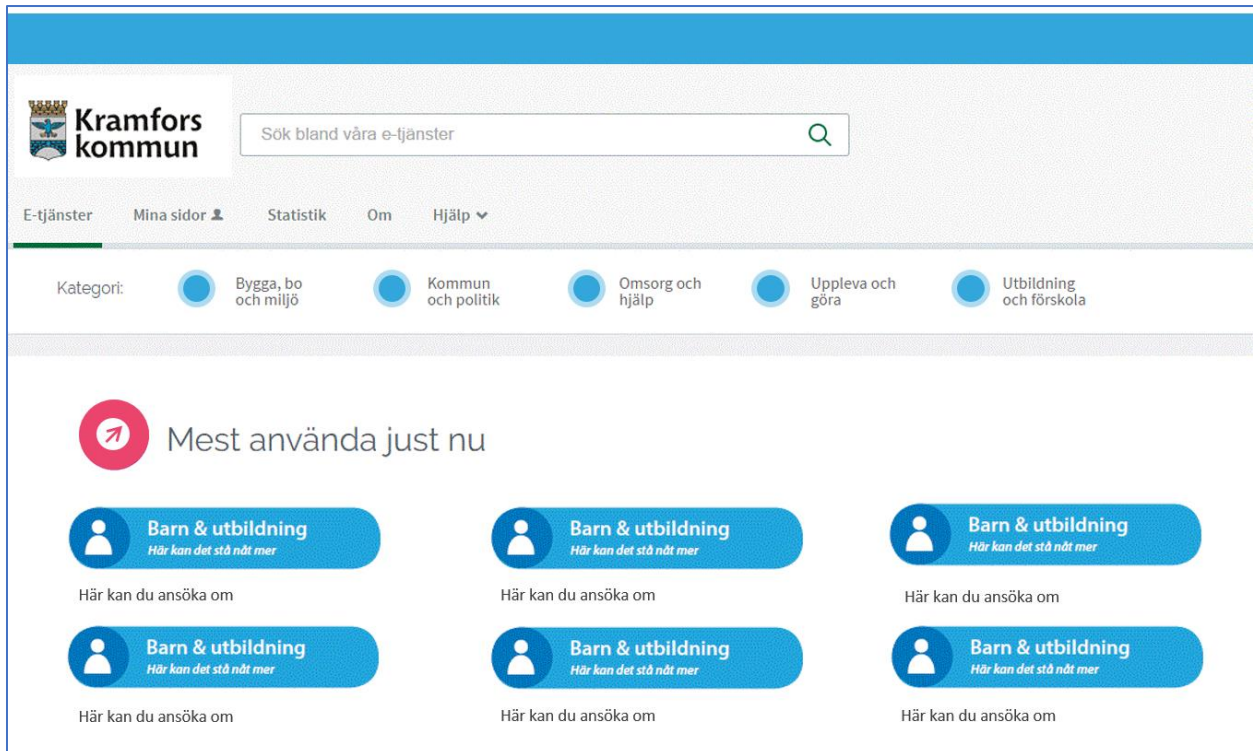 Kramfors
kommun
Sök bland våra e-tjänster
E-tjänster Mina sidor Statistik Om Hjälp
Kategori:
Bygga, bo
och miljö
Kommun
och politik
Omsorg och
hjälp
Uppleva och
göra
Utbildning
och förskola
Mest använda just nu
Barn & utbildning
Här kan det stå nåt mer
Här kan du ansöka om
Barn & utbildning
Här kan det stå nåt mer
Här kan du ansöka om
Barn & utbildning
Här kan det stå nåt mer
Här kan du ansöka om
Barn & utbildning
Här kan det stå nåt mer
Här kan du ansöka om
Barn & utbildning
Här kan det stå nåt mer
Här kan du ansöka om
Barn & utbildning
Här kan det stå nåt mer
Här kan du ansöka om